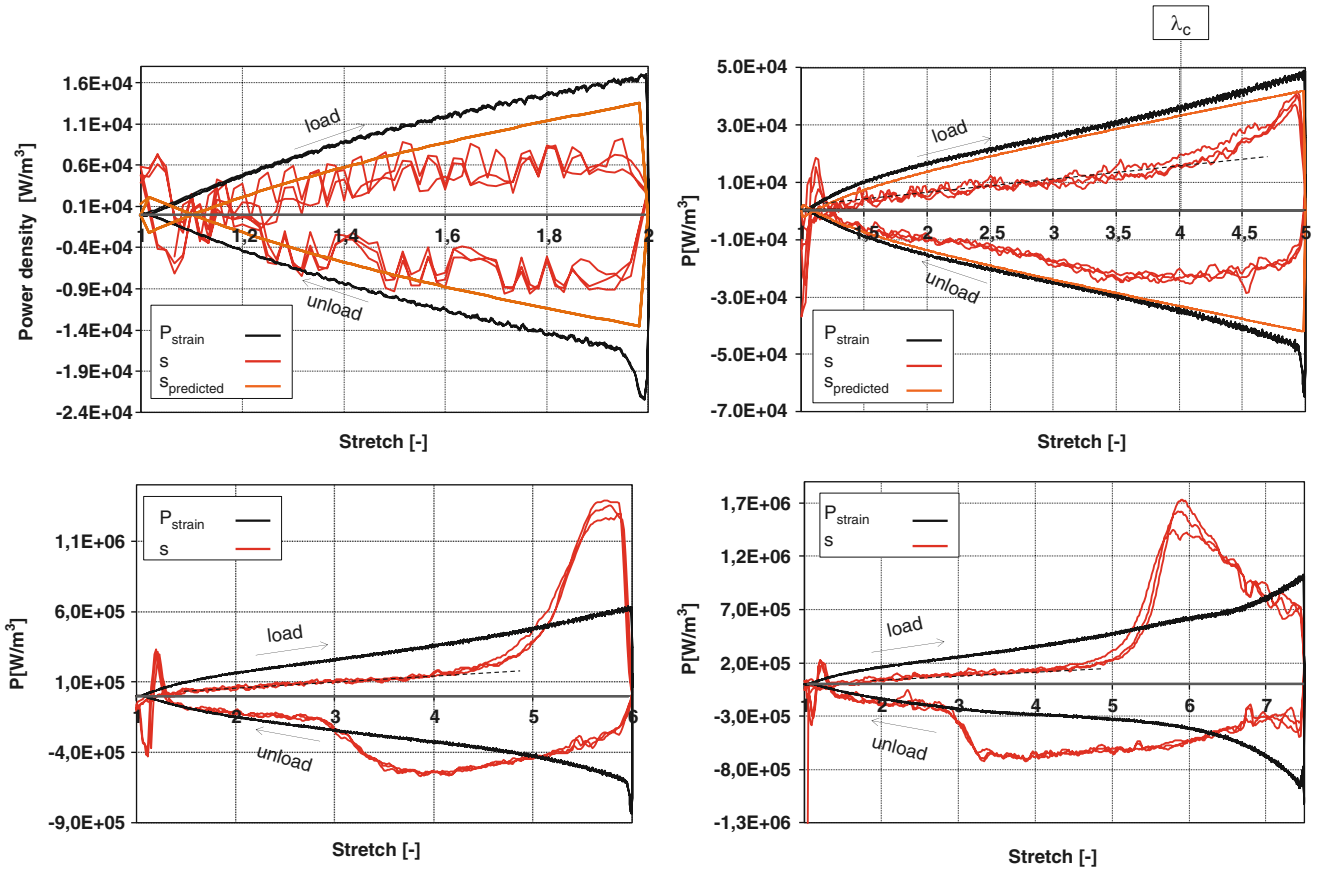 λc
1.6E+04
1.1E+04
0.6E+04
0.1E+04
-0.4E+04
-0.9E+04
-1.4E+04
-1.9E+04
-2.4E+04
Power density [W/m³]
load
unload
1
1,2
1,4
1,6
1,8
2
Pstrain
s
spredicted
Stretch [-]
5.0E+04
3.0E+04
1.0E+04
-1.0E+04
-3.0E+04
-5.0E+04
-7.0E+04
P[W/m³]
load
unload
1
1,5
2
2,5
3
3,5
4
4,5
5
Pstrain
s
spredicted
Stretch [-]
1,1E+06
6,0E+05
1,0E+05
-4,0E+05
-9,0E+05
P[W/m³]
Pstrain
s
load
unload
1
2
3
4
5
6
Stretch [-]
1,7E+06
1,2E+06
7,0E+05
2,0E+05
-3,0E+05
-8,0E+05
-1,3E+06
P[W/m³]
Pstrain
s
load
unload
1
2
3
4
5
6
7
Stretch [-]